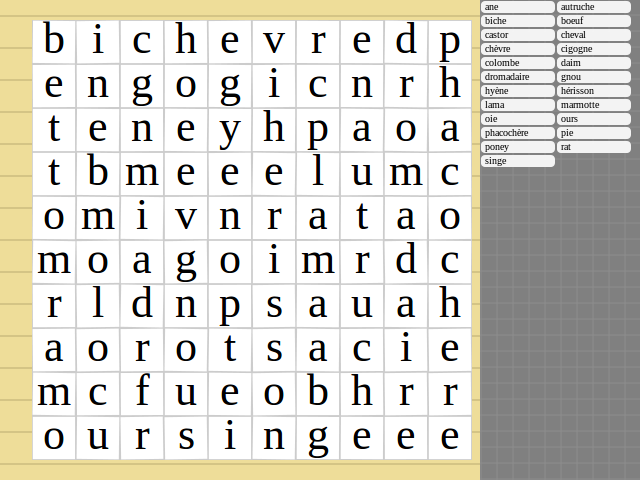 b i c h e v r e d p
e n g o g i c n r h
t e n e y h p a o a
t b m e e e l u m c
o m i v n r a t a o
m o a g o i m r d c
r l d n p s a u a h
a o r o t s a c i e
m c f u e o b h r r
o u r s i n g e e e
ane autruche
biche boeuf
castor cheval
chèvre cigogne
colombe daim
dromadaire gnou
hyène hérisson
lama marmotte
oie ours
phacochère pie
poney rat
singe